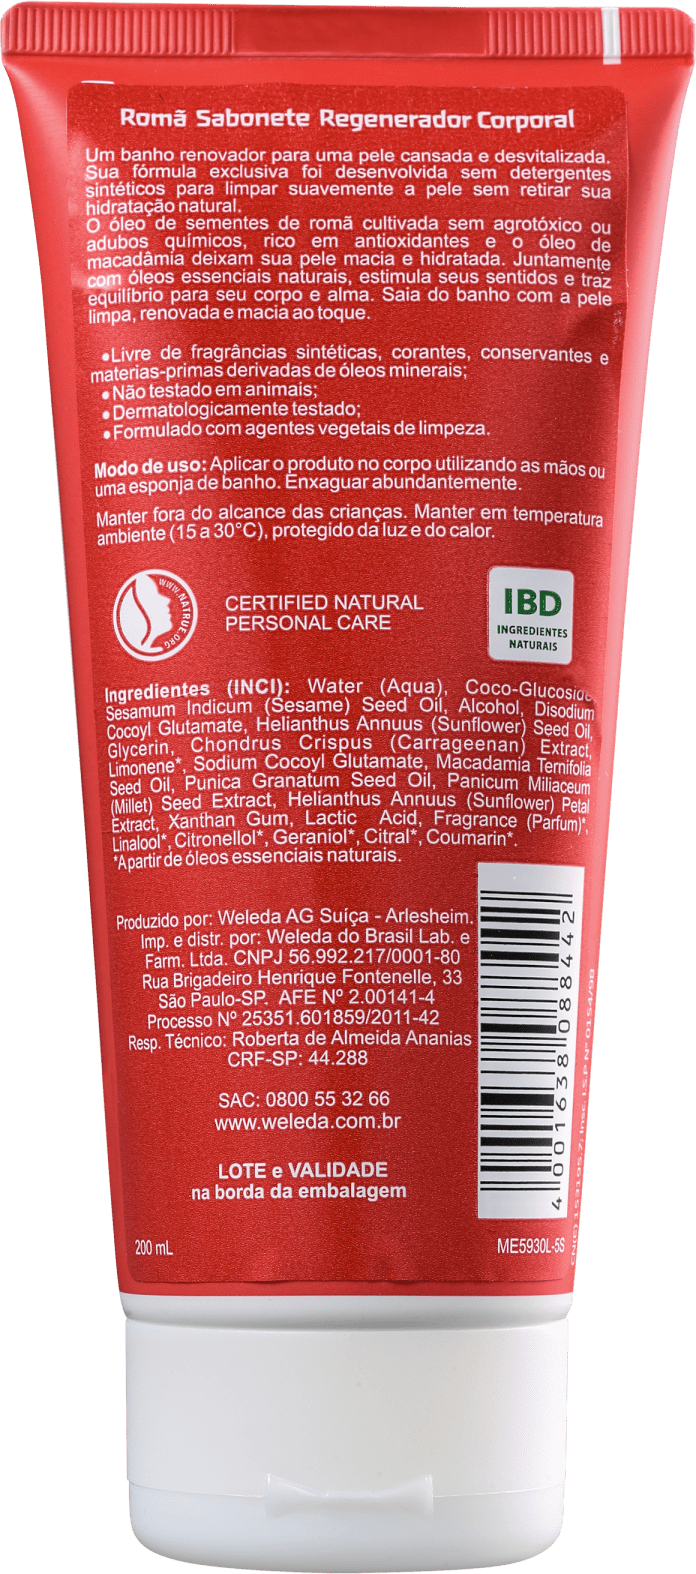 Romã Sabonete Regenerador Corporal
Um banho renovador para uma pele cansada e desvitalizada.
Sua fórmula exclusiva foi desenvolvida sem detergentes
sintéticos para limpar suavemente a pele sem retirar sua
hidratação natural.
O óleo de sementes de romã cultivada sem agrotóxico ou
adubos químicos, rico em antioxidantes e o óleo de
macadâmia deixam sua pele macia e hidratada. Juntamente
com óleos essenciais naturais, estimula seus sentidos e traz
equilíbrio para seu corpo e alma. Saia do banho com a pele
limpa, renovada e macia ao toque.
•Livre de fragrâncias sintéticas, corantes, conservantes e
materias-primas derivadas de óleos minerais;
•Não testado em animais;
•Dermatologicamente testado;
•Formulado com agentes vegetais de limpeza.
Modo de uso: Aplicar o produto no corpo utilizando as mãos ou
uma esponja de banho. Enxaguar abundantemente.
Manter fora do alcance das crianças. Manter em temperatura
ambiente (15 a 30°C), protegido da luz e do calor.
WWW.NATRUE.ORG
CERTIFIED NATURAL
PERSONAL CARE
IBD
INGREDIENTES
NATURAIS
Ingredientes (INCI): Water (Aqua), Coco-Glucoside,
Sesamum Indicum (Sesame) Seed Oil, Alcohol, Disodium
Cocoyl Glutamate, Helianthus Annuus (Sunflower) Seed Oil,
Glycerin, Chondrus Crispus (Carrageenan) Extract,
Limonene*, Sodium Cocoyl Glutamate, Macadamia Ternifolia
Seed Oil, Punica Granatum Seed Oil, Panicum Miliaceum
(Millet) Seed Extract, Helianthus Annuus (Sunflower) Petal
Extract, Xanthan Gum, Lactic Acid, Fragrance (Parfum)*,
Linalool*, Citronellol*, Geraniol*, Citral*, Coumarin*.
*A partir de óleos essenciais naturais.
Produzido por: Weleda AG Suíça - Arlesheim.
Imp. e distr. por: Weleda do Brasil Lab. e
Farm. Ltda. CNPJ 56.992.217/0001-80
Rua Brigadeiro Henrique Fontenelle, 33
São Paulo-SP. AFE Nº 2.00141-4
Processo Nº 25351.601859/2011-42
Resp. Técnico: Roberta de Almeida Ananias
CRF-SP: 44.288
SAC: 0800 55 32 66
www.weleda.com.br
LOTE e VALIDADE
na borda da embalagem
200 mL
ME5930L-5S
4 001638 088442